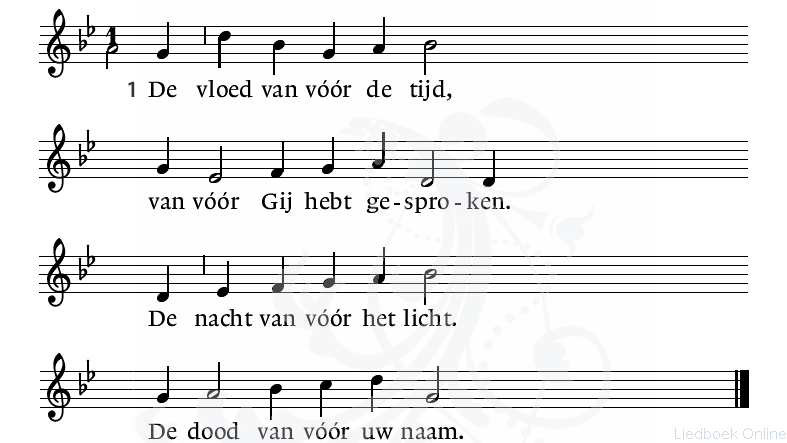 1 De vloed van vóór de tijd,
van vóór Gij hebt ge-spro-ken.
De nacht van vóór het licht.
De dood van vóór uw naam.
Liedboek Online